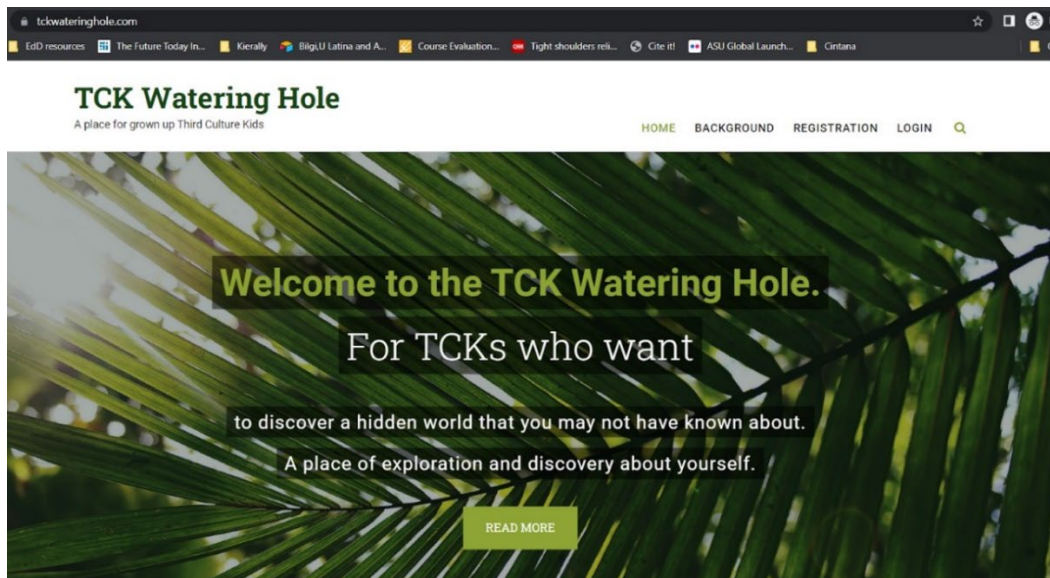 tckwateringhole.com
EdD resources The Future Today In... Kierally Bilgi,U Latina and A... Course Evaluation... Tight shoulders reli... Cite it! ASU Global Launch... Cintana
TCK Watering Hole
A place for grown up Third Culture Kids
HOME BACKGROUND REGISTRATION LOGIN
Welcome to the TCK Watering Hole.
For TCKs who want
to discover a hidden world that you may not have known about.
A place of exploration and discovery about yourself.
READ MORE